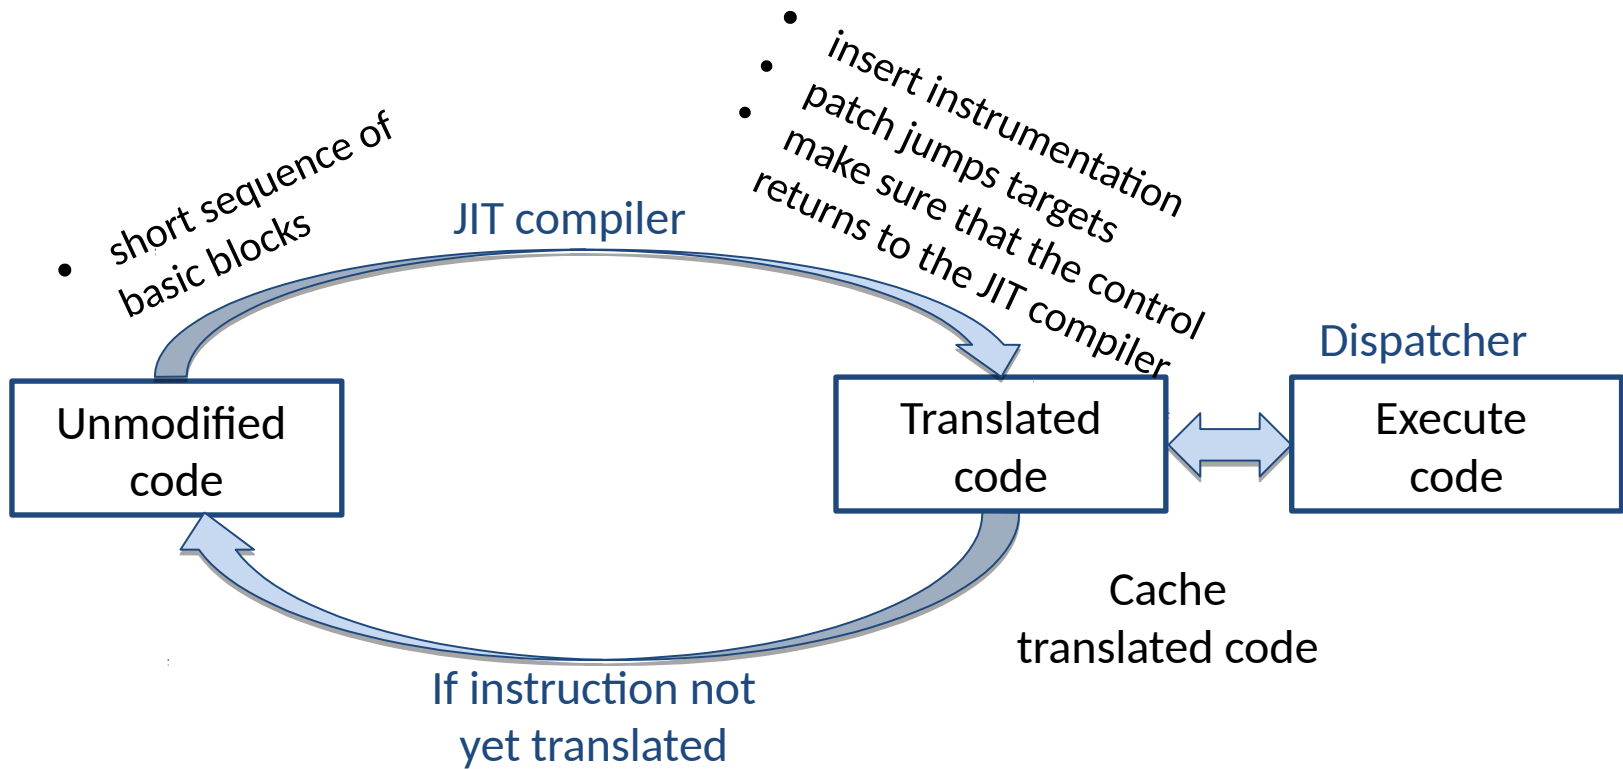 • insert instrumentation
• patch jumps targets
• make sure that the control
returns to the JIT compiler
• short sequence of
basic blocks
JIT compiler
Dispatcher
Unmodified
code
Translated
code
Execute
code
Cache
translated code
If instruction not
yet translated